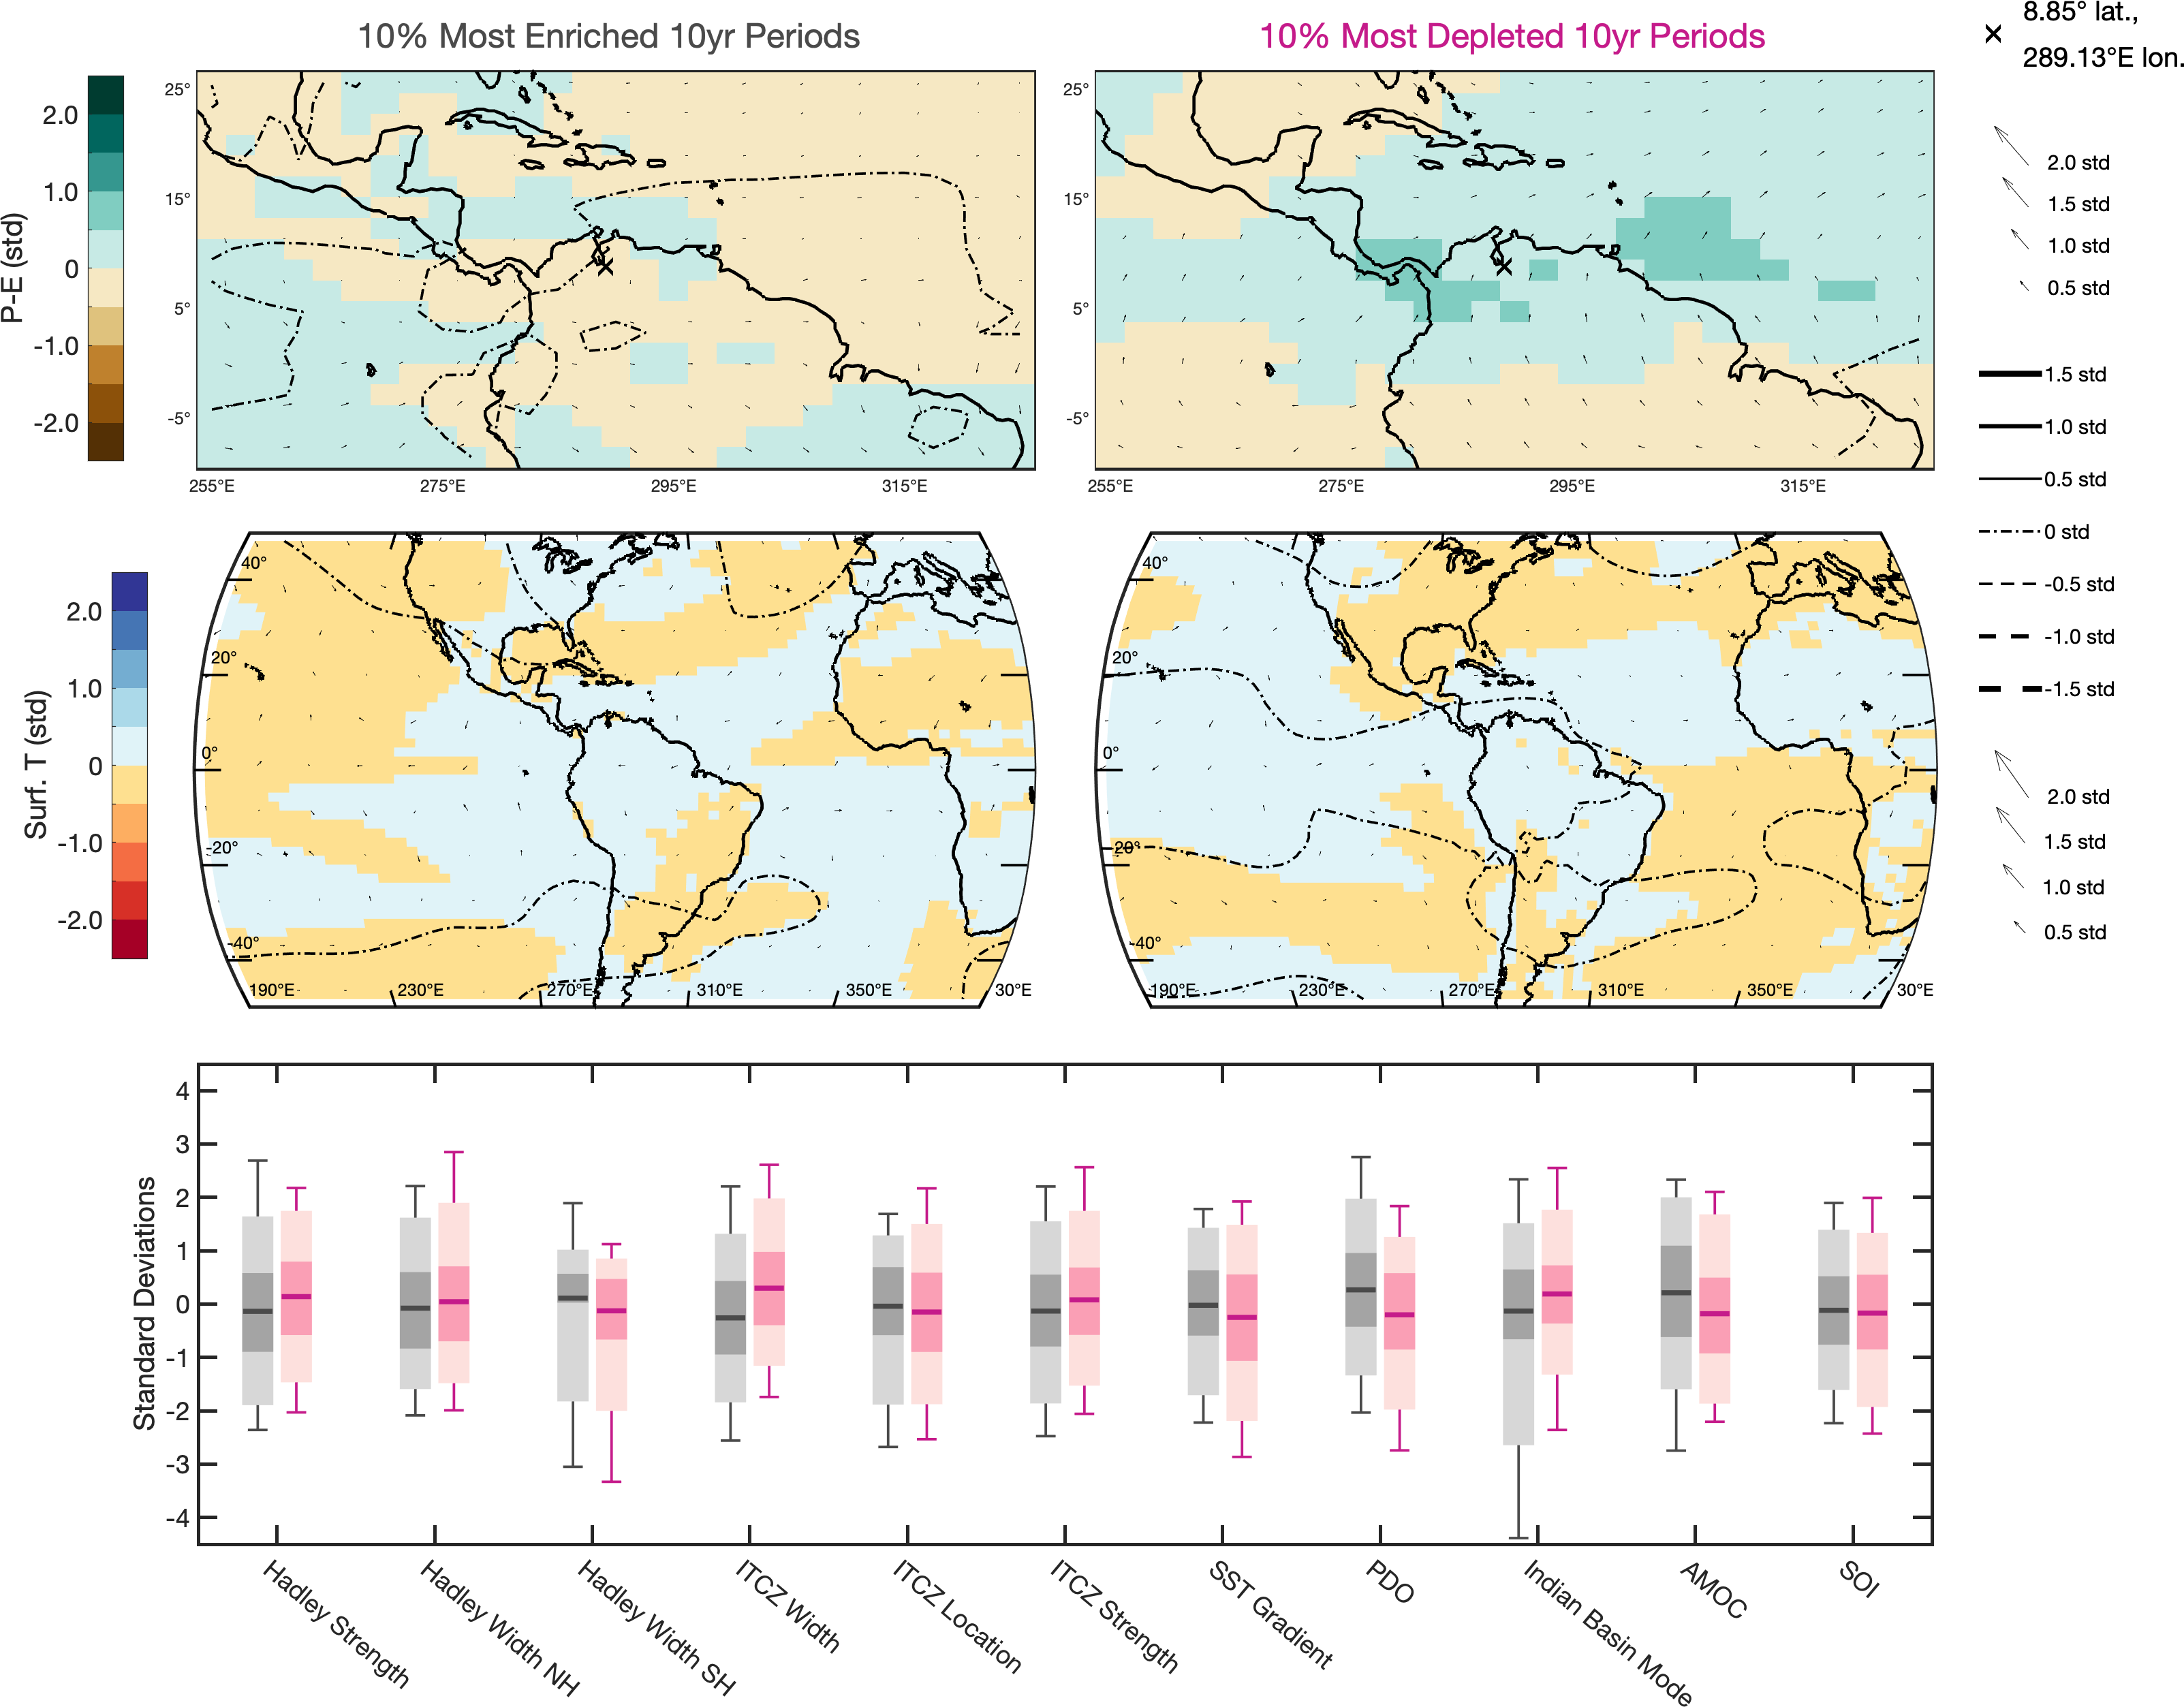 10% Most Enriched 10yr Periods
10% Most Depleted 10yr Periods
8.85° lat.,
289.13°E lon.
P-E (std)
2.0
1.0
0
-1.0
-2.0
25°
15°
5°
-5°
255°E
275°E
295°E
315°E
25°
15°
5°
-5°
255°E
275°E
295°E
315°E
2.0 std
1.5 std
1.0 std
0.5 std
1.5 std
1.0 std
0.5 std
0 std
-0.5 std
-1.0 std
-1.5 std
Surf. T (std)
2.0
1.0
0
-1.0
-2.0
40°
20°
0°
-20°
-40°
190°E
230°E
270°E
310°E
350°E
30°E
40°
20°
0°
-20°
-40°
190°E
230°E
270°E
310°E
350°E
30°E
2.0 std
1.5 std
1.0 std
0.5 std
Standard Deviations
4
3
2
1
0
-1
-2
-3
-4
Hadley Strength
Hadley Width NH
Hadley Width SH
ITCZ Width
ITCZ Location
ITCZ Strength
SST Gradient
PDO
Indian Basin Mode
AMOC
SOI